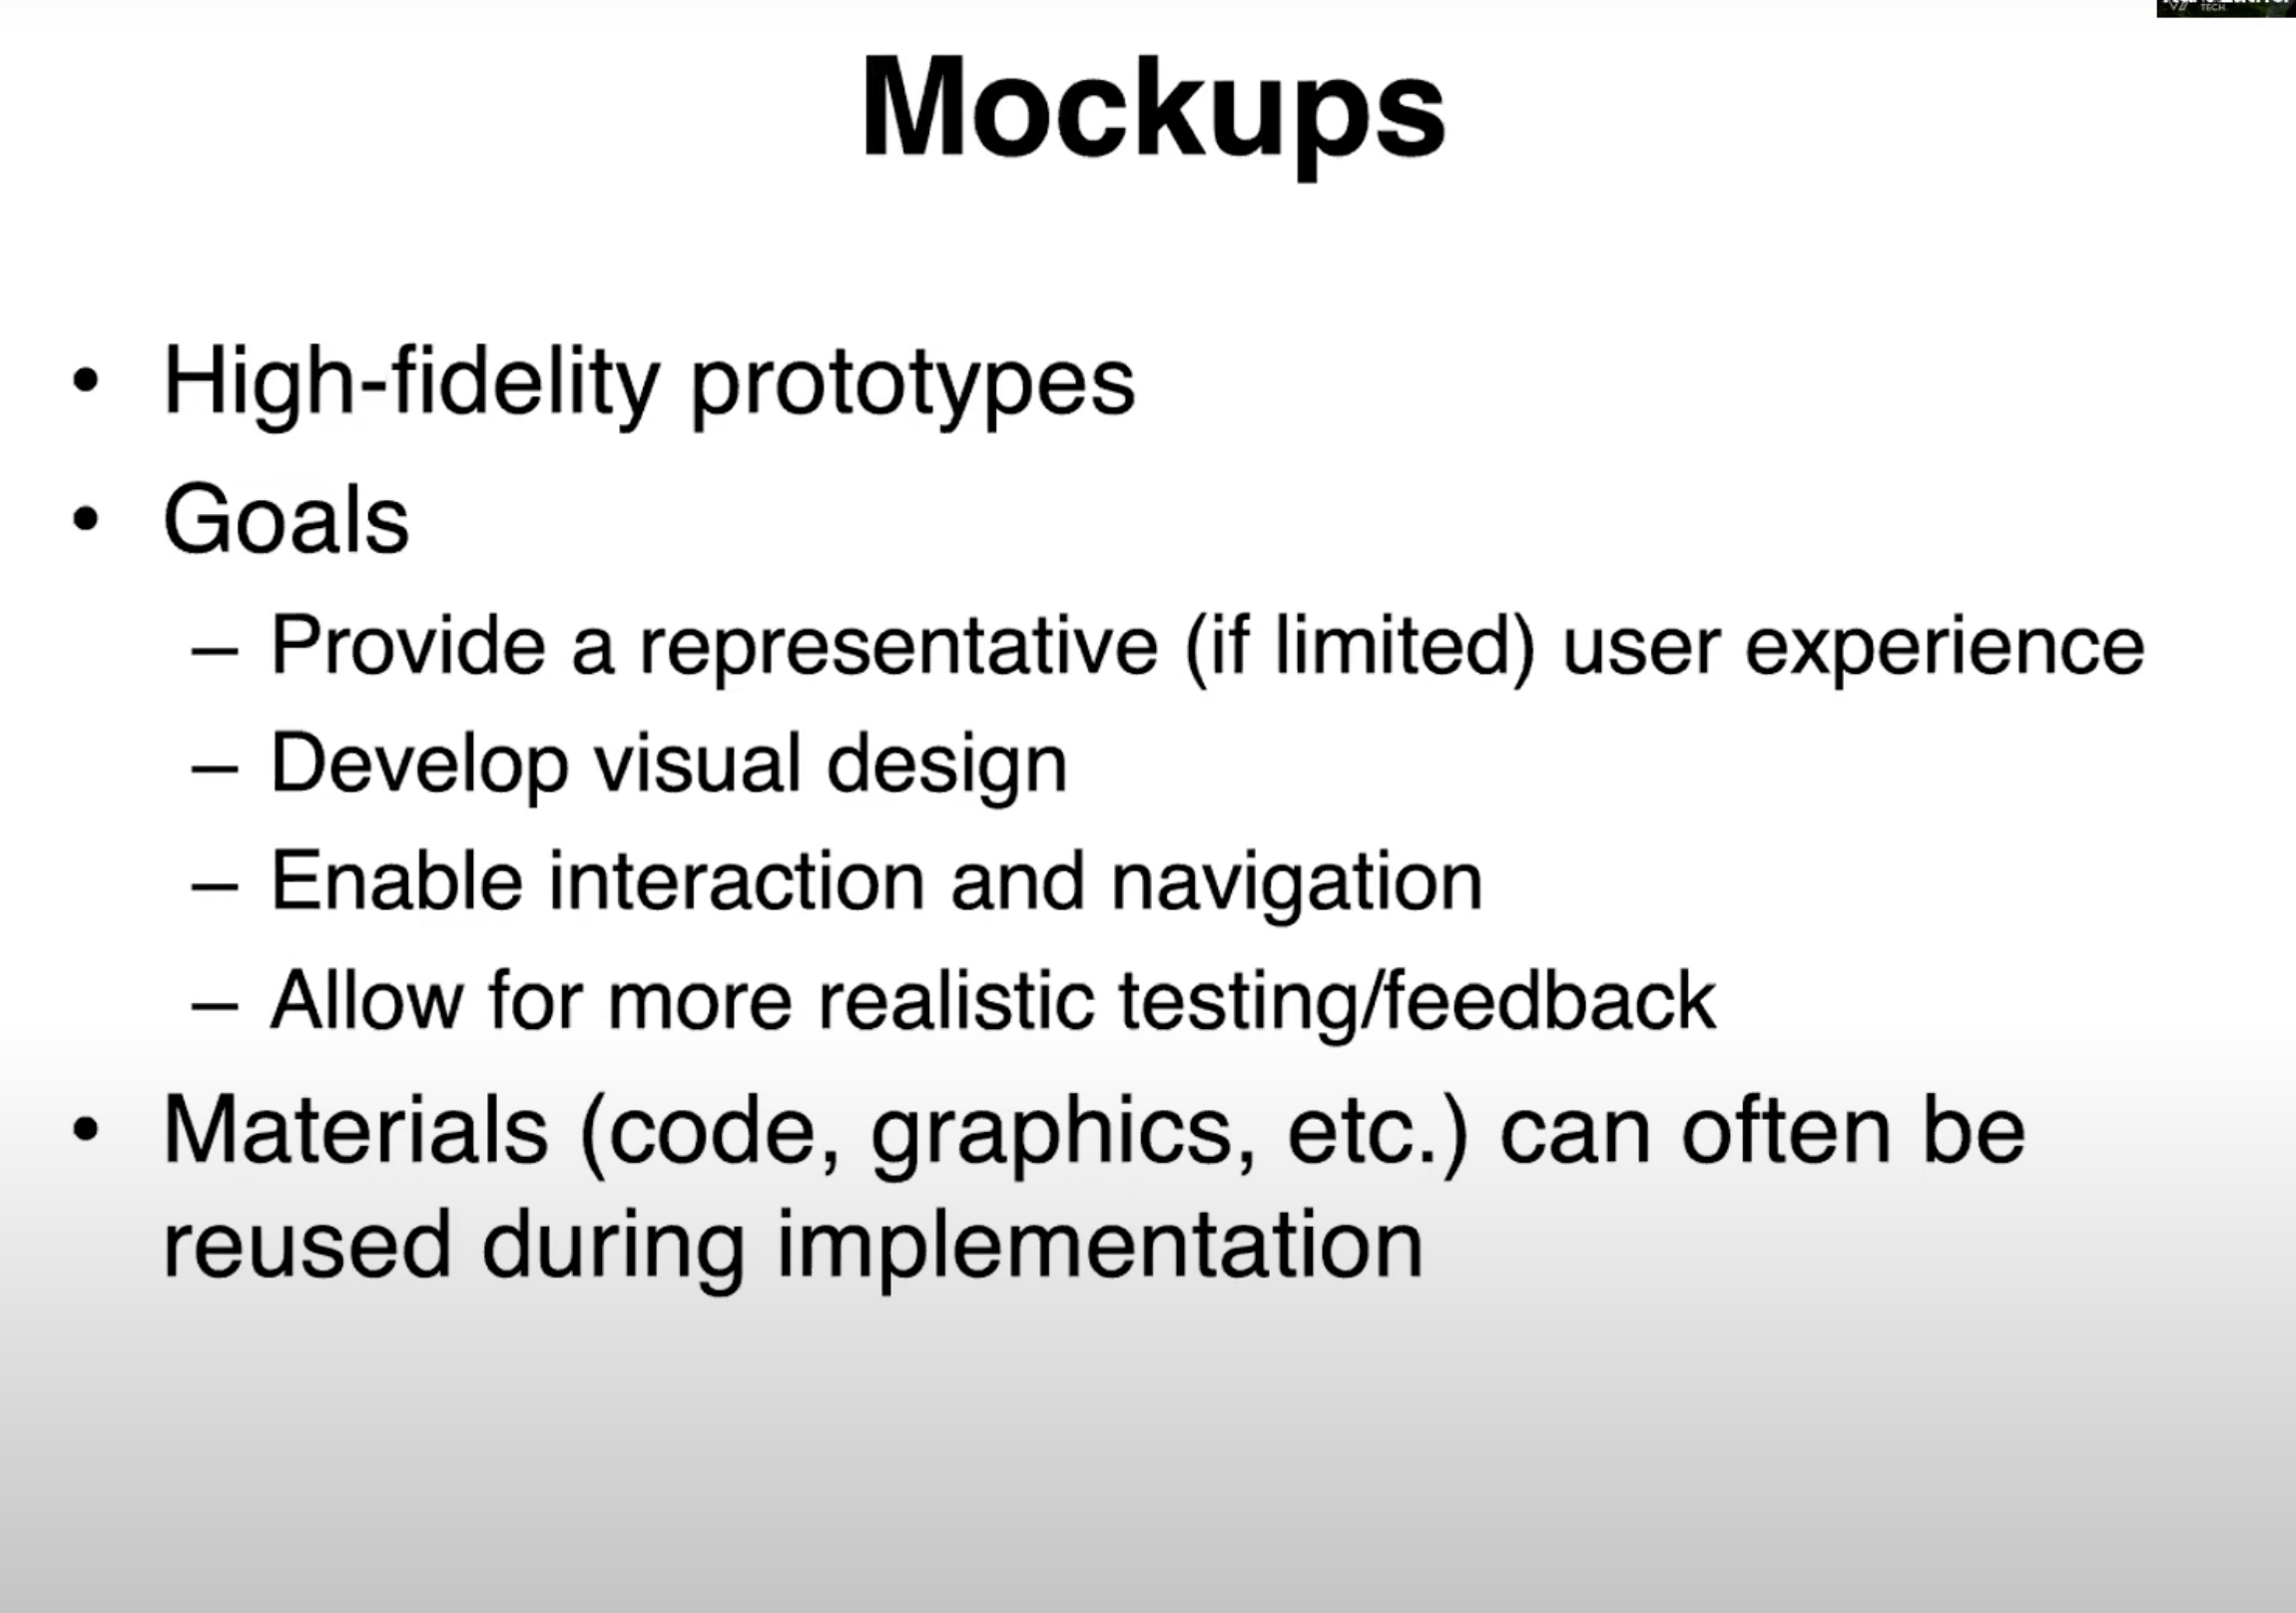 TECH
Mockups
• High-fidelity prototypes
• Goals
– Provide a representative (if limited) user experience
– Develop visual design
– Enable interaction and navigation
– Allow for more realistic testing/feedback
• Materials (code, graphics, etc.) can often be
reused during implementation